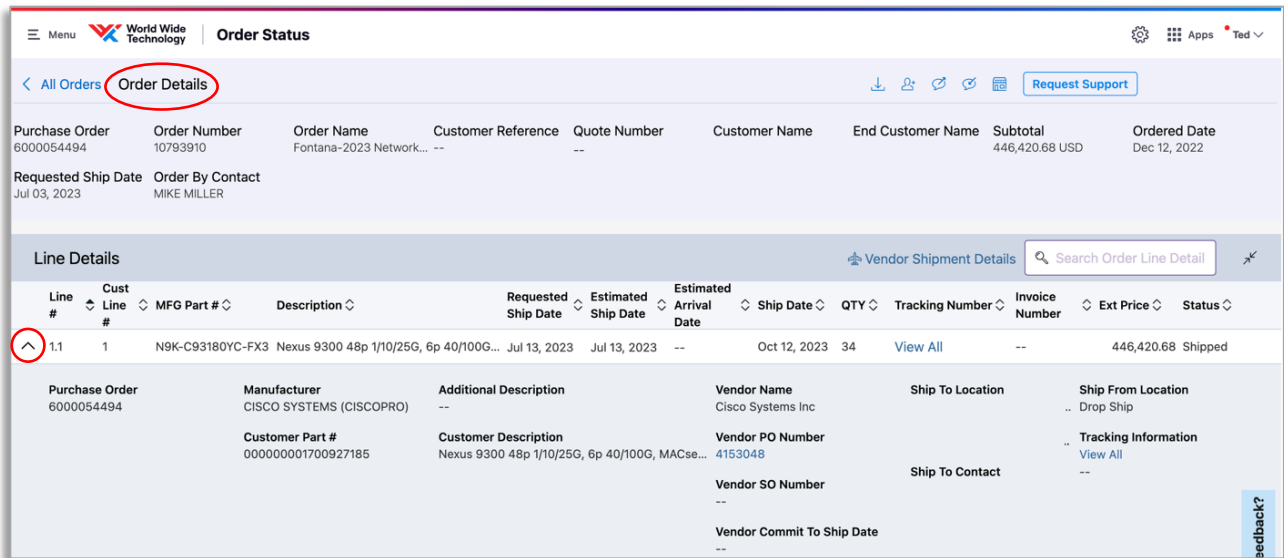 Menu World Wide Technology Order Status Apps Ted
All Orders Order Details Request Support
Purchase Order Order Number Order Name Customer Reference Quote Number Customer Name End Customer Name Subtotal Ordered Date
6000054494 10793910 Fontana-2023 Network... -- -- 446,420.68 USD Dec 12, 2022
Requested Ship Date Order By Contact
Jul 03, 2023 MIKE MILLER
Line Details Vendor Shipment Details Search Order Line Detail
Line # Cust Line # MFG Part # Description Requested Ship Date Estimated Ship Date Estimated Arrival Date Ship Date QTY Tracking Number Invoice Number Ext Price Status
1.1 1 N9K-C93180YC-FX3 Nexus 9300 48p 1/10/25G, 6p 40/100G... Jul 13, 2023 Jul 13, 2023 -- Oct 12, 2023 34 View All -- 446,420.68 Shipped
Purchase Order Manufacturer Additional Description Vendor Name Ship To Location Ship From Location
6000054494 CISCO SYSTEMS (CISCOPRO) -- Cisco Systems Inc .. Drop Ship
Customer Part # Customer Description Vendor PO Number .. Tracking Information
000000001700927185 Nexus 9300 48p 1/10/25G, 6p 40/100G, MACse... 4153048 View All
Ship To Contact --
Vendor SO Number
--
Vendor Commit To Ship Date
--
eedback?